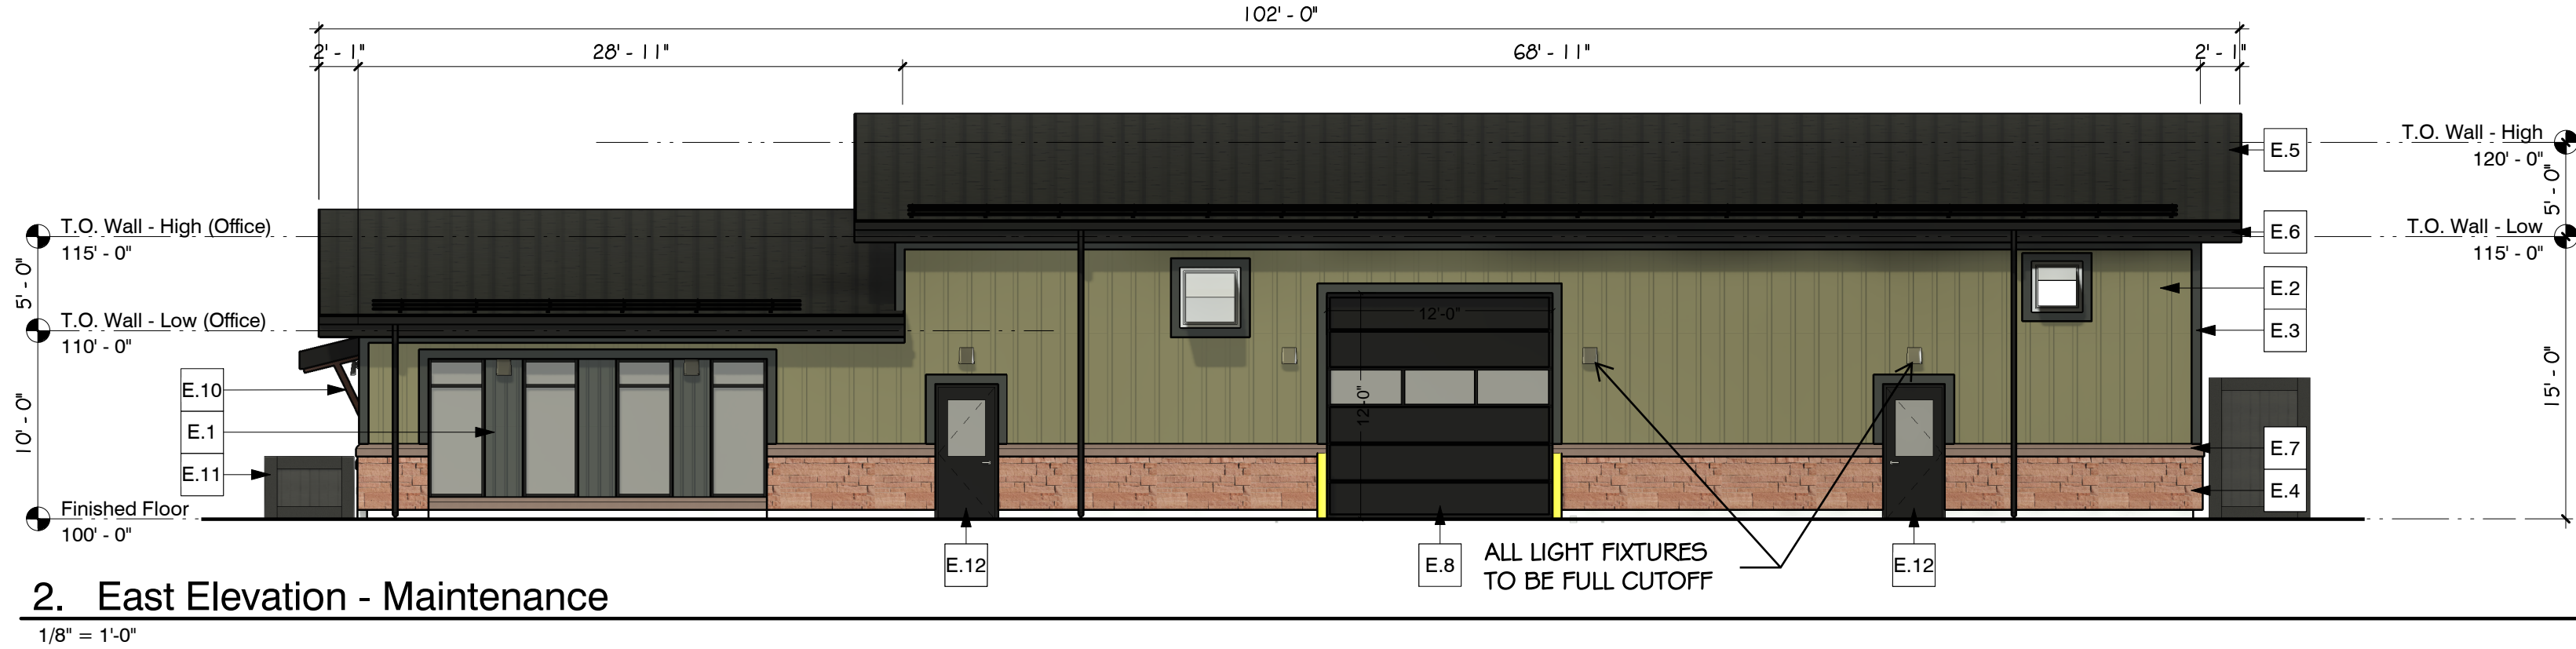 102' - 0"
2' - 1"
28' - 11"
68' - 11"
2' - 1"
T.O. Wall - High
120' - 0"
E.5
5' - 0"
T.O. Wall - High (Office)
115' - 0"
E.6
T.O. Wall - Low
115' - 0"
5' - 0"
E.2
T.O. Wall - Low (Office)
110' - 0"
E.3
12'-0"
12'-0"
15' - 0"
E.10
10' - 0"
E.1
E.7
E.11
E.4
Finished Floor
100' - 0"
E.12
E.8
ALL LIGHT FIXTURES
TO BE FULL CUTOFF
E.12
2. East Elevation - Maintenance
1/8" = 1'-0"